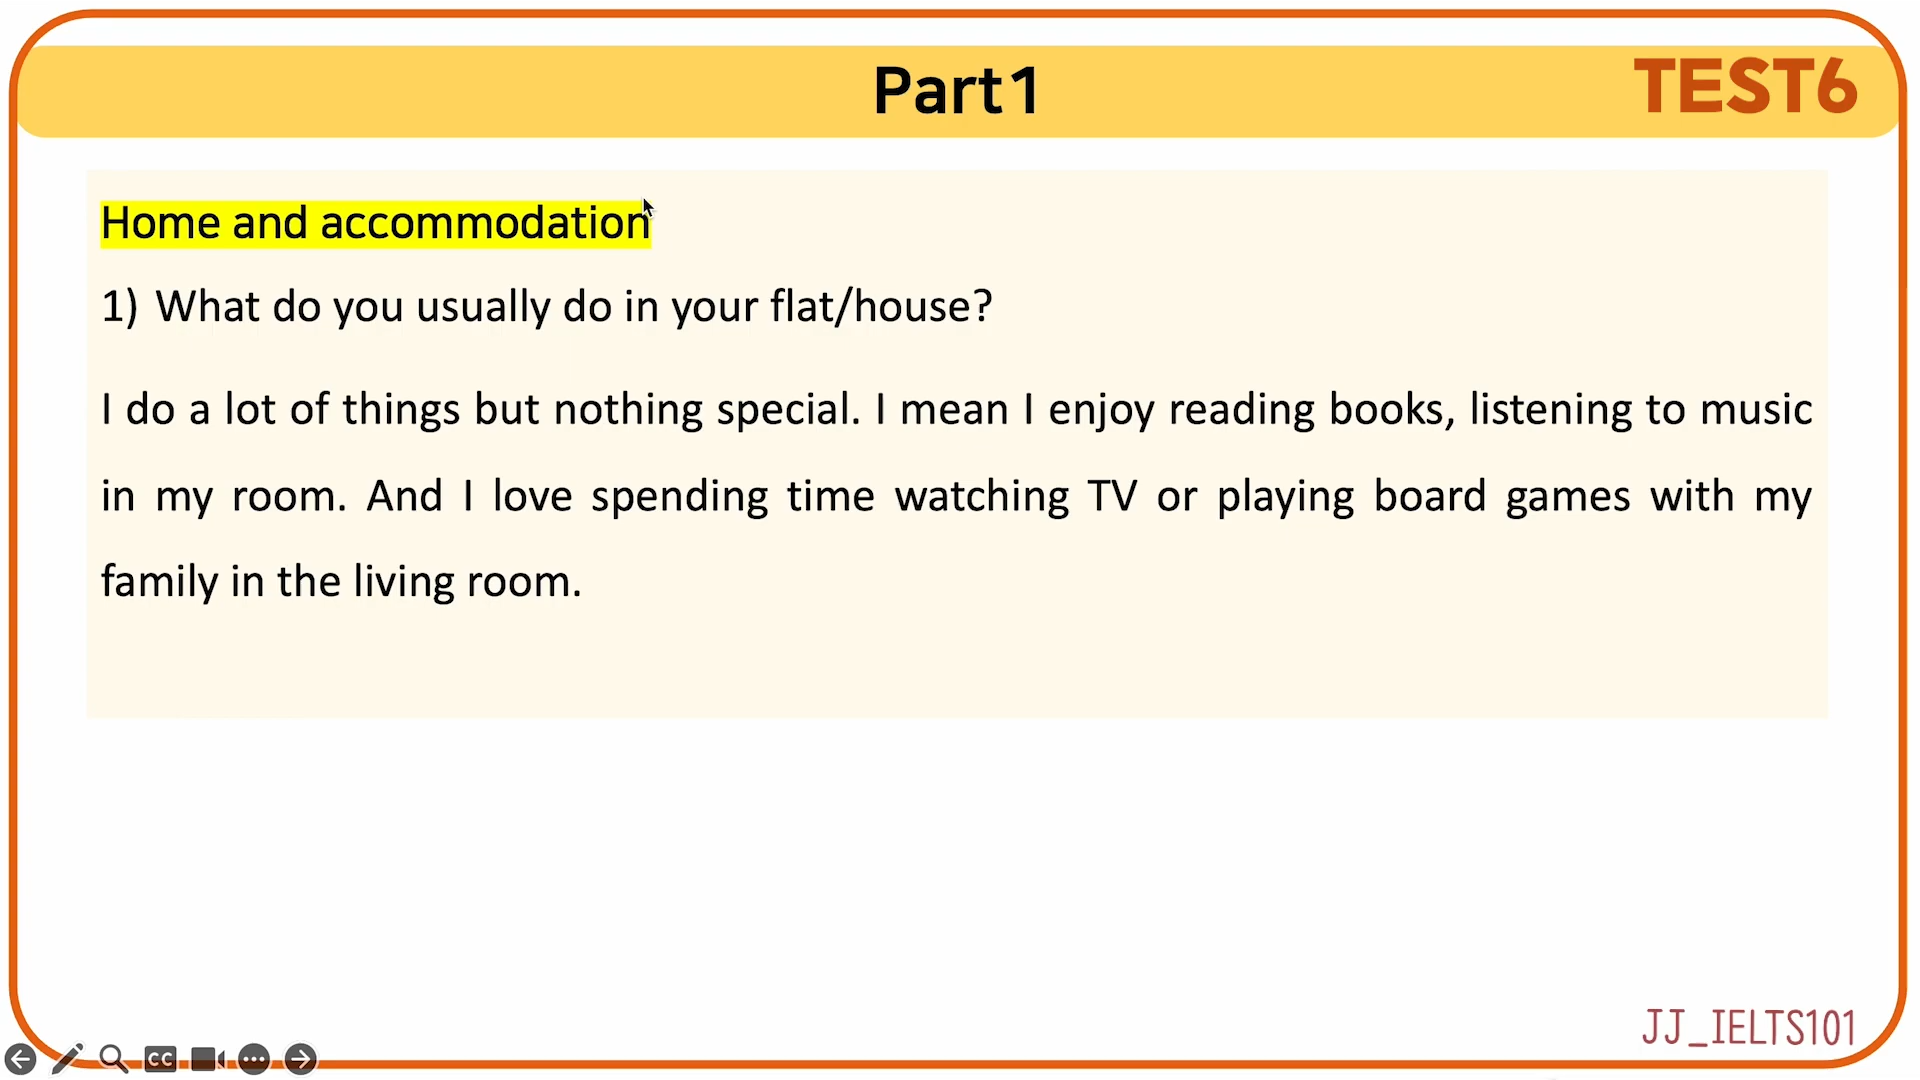 Part1
TEST6
Home and accommodation
1) What do you usually do in your flat/house?
I do a lot of things but nothing special. I mean I enjoy reading books, listening to music
in my room. And I love spending time watching TV or playing board games with my
family in the living room.
JJ_IELTS101
CC